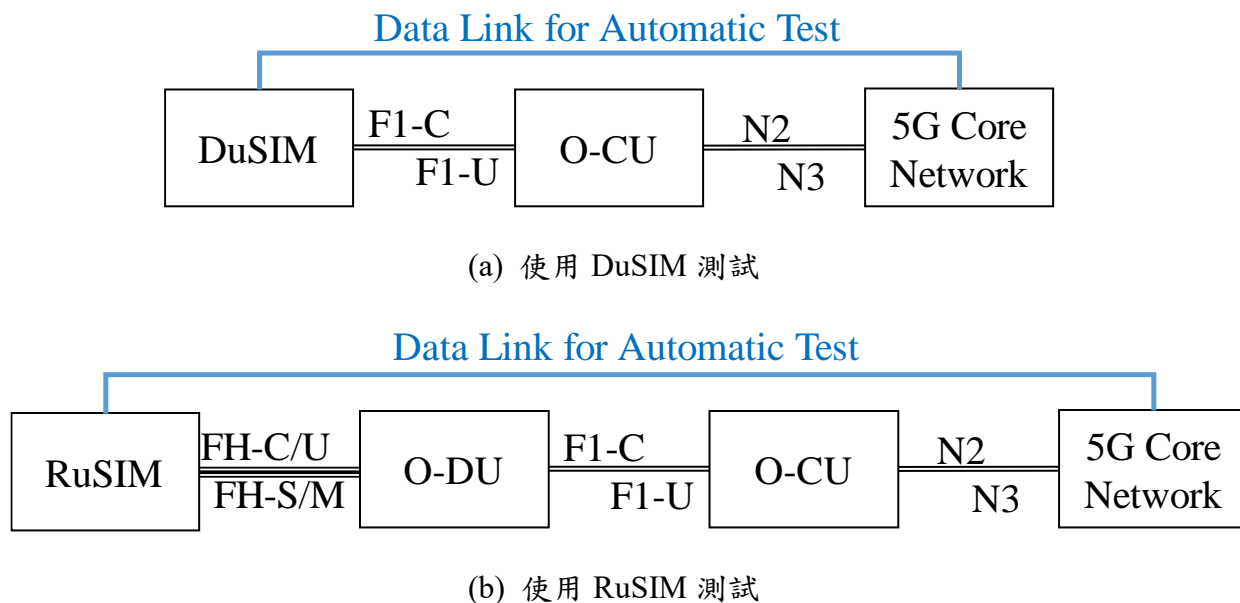 Data Link for Automatic Test
DuSIM
F1-C
F1-U
O-CU
N2
N3
5G Core
Network
(a) 使用 DuSIM 測試
Data Link for Automatic Test
RuSIM
FH-C/U
FH-S/M
O-DU
F1-C
F1-U
O-CU
N2
N3
5G Core
Network
(b) 使用 RuSIM 測試